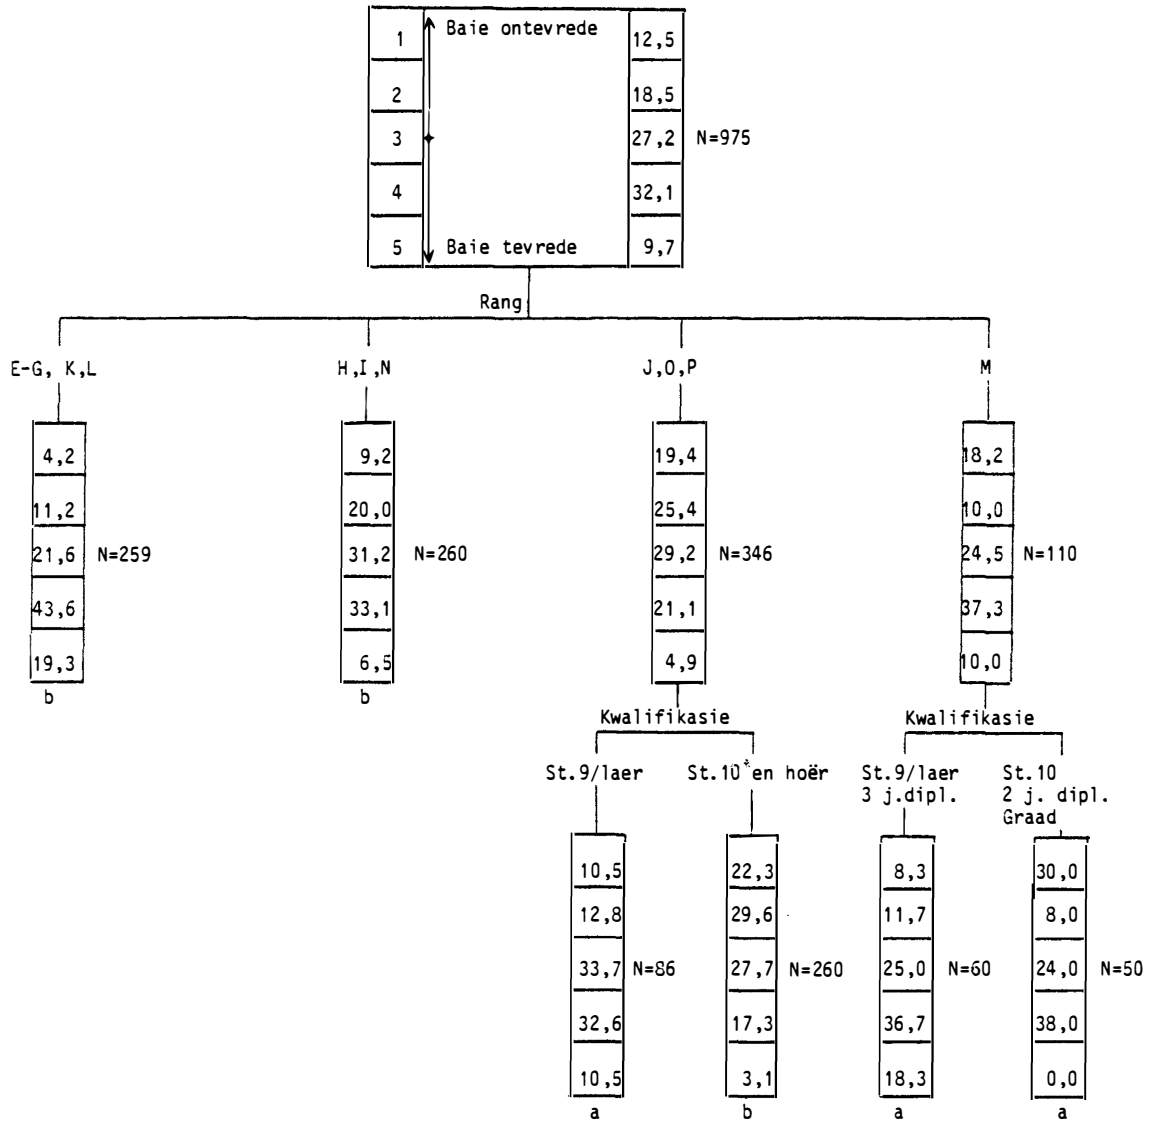 1 Baie ontevrede 12,5
2 18,5
3 27,2 N=975
4 32,1
5 Baie tevrede 9,7
Rang
E-G, K,L H,I,N J,O,P M
4,2 9,2 19,4 18,2
11,2 20,0 25,4 10,0
21,6 N=259 31,2 N=260 29,2 N=346 24,5 N=110
43,6 33,1 21,1 37,3
19,3 6,5 4,9 10,0
b b
Kwalifikasie Kwalifikasie
St.9/laer St.10 en hoër St.9/laer St.10
3 j.dipl. 2 j. dipl.
Graad
10,5 22,3 8,3 30,0
12,8 29,6 11,7 8,0
33,7 N=86 27,7 N=260 25,0 N=60 24,0 N=50
32,6 17,3 36,7 38,0
10,5 3,1 18,3 0,0
a b a a